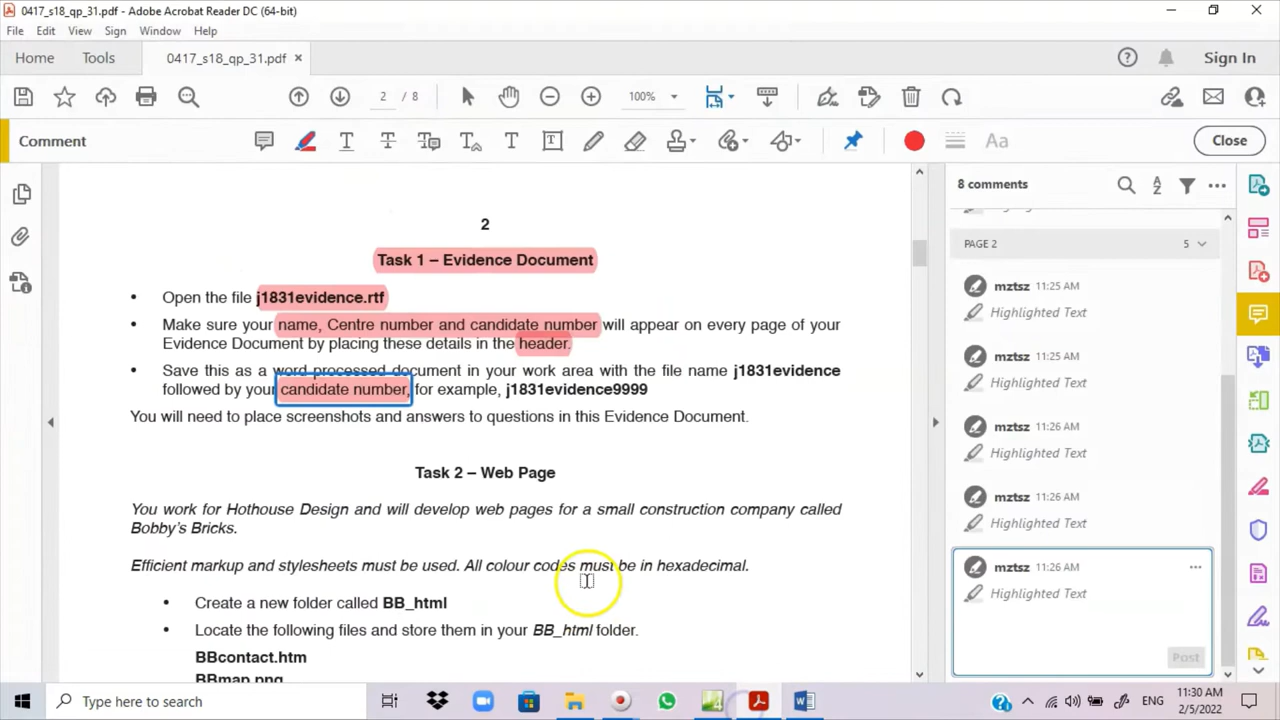 0417_s18_qp_31.pdf - Adobe Acrobat Reader DC (64-bit)
File Edit View Sign Window Help
Home Tools 0417_s18_qp_31.pdf × Sign In
2 / 8 100%
Comment Aa Close
8 comments
2
Task 1 – Evidence Document
• Open the file j1831evidence.rtf
• Make sure your name, Centre number and candidate number will appear on every page of your
Evidence Document by placing these details in the header.
• Save this as a word processed document in your work area with the file name j1831evidence
followed by your candidate number, for example, j1831evidence9999
You will need to place screenshots and answers to questions in this Evidence Document.
Task 2 – Web Page
You work for Hothouse Design and will develop web pages for a small construction company called
Bobby's Bricks.
Efficient markup and stylesheets must be used. All colour codes must be in hexadecimal.
• Create a new folder called BB_html
• Locate the following files and store them in your BB_html folder.
BBcontact.htm
BBmap.png
PAGE 2 5
mztsz 11:25 AM
Highlighted Text
mztsz 11:25 AM
Highlighted Text
mztsz 11:26 AM
Highlighted Text
mztsz 11:26 AM
Highlighted Text
mztsz 11:26 AM
Highlighted Text
Post
Type here to search
ENG
11:30 AM
2/5/2022